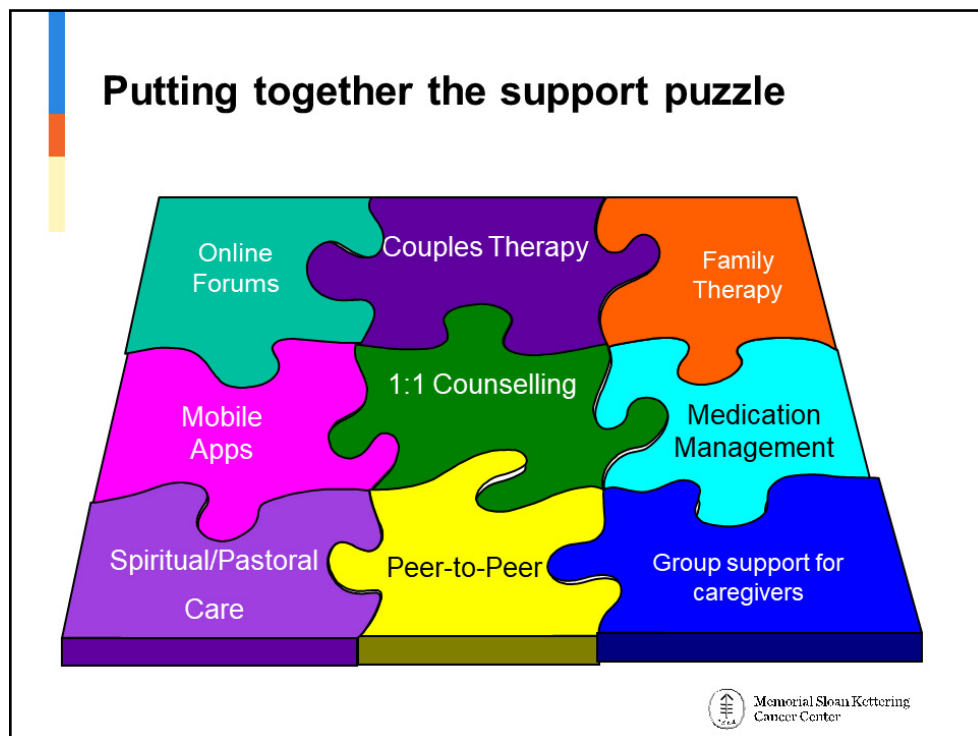 Putting together the support puzzle
Online
Forums
Couples Therapy
Family
Therapy
Mobile
Apps
1:1 Counselling
Medication
Management
Spiritual/Pastoral
Care
Peer-to-Peer
Group support for
caregivers
Memorial Sloan Kettering
Cancer Center